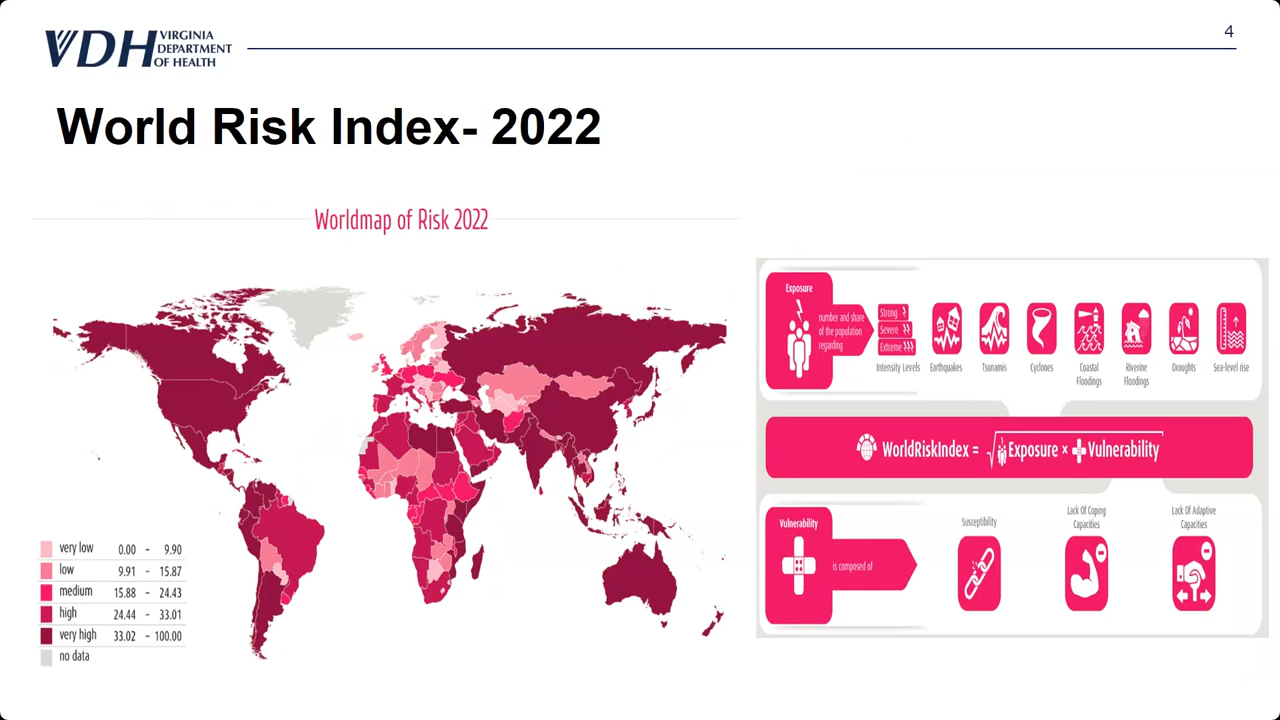 VDH VIRGINIA
DEPARTMENT
OF HEALTH
4
World Risk Index- 2022
Worldmap of Risk 2022
very low 0.00 - 9.90
low 9.91 - 15.87
medium 15.88 - 24.43
high 24.44 - 33.01
very high 33.02 - 100.00
no data
Exposure
number and share
of the population
regarding
Strong
Severe
Extreme
Intensity Levels
Earthquakes
Tsunamis
Cyclones
Coastal
Floodings
Riverine
Floodings
Droughts
Sea-level rise
WorldRiskIndex = √ Exposure × Vulnerability
Vulnerability
is composed of
Susceptibility
Lack Of Coping
Capacities
Lack Of Adaptive
Capacities